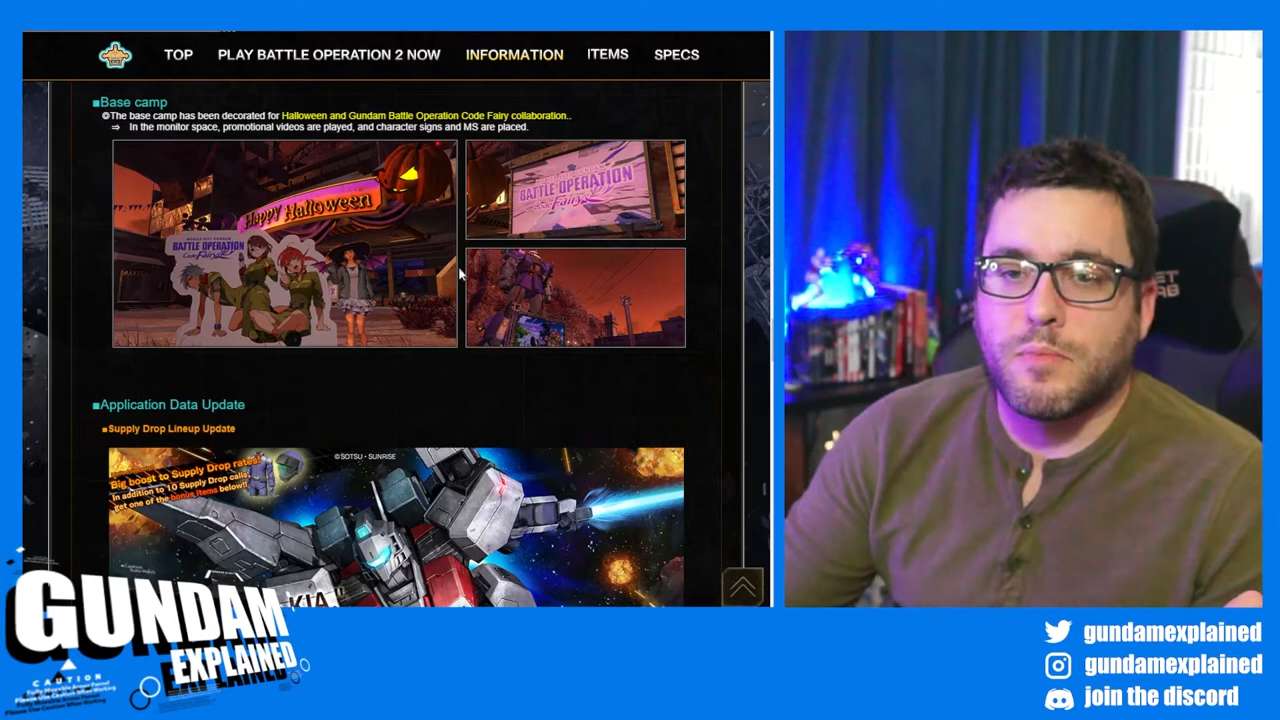 TOP PLAY BATTLE OPERATION 2 NOW INFORMATION ITEMS SPECS
■Base camp
◎The base camp has been decorated for Halloween and Gundam Battle Operation Code Fairy collaboration..
⇒ In the monitor space, promotional videos are played, and character signs and MS are placed.
Happy Halloween
BATTLE OPERATION
Code Fairy
BATTLE OPERATION
Code Fairy
■Application Data Update
■Supply Drop Lineup Update
©SOTSU・SUNRISE
Big boost to Supply Drop rates!
In addition to 10 Supply Drop calls,
get one of the bonus items below!!
GUNDAM
EXPLAINED
CAUTION
gundamexplained
gundamexplained
join the discord